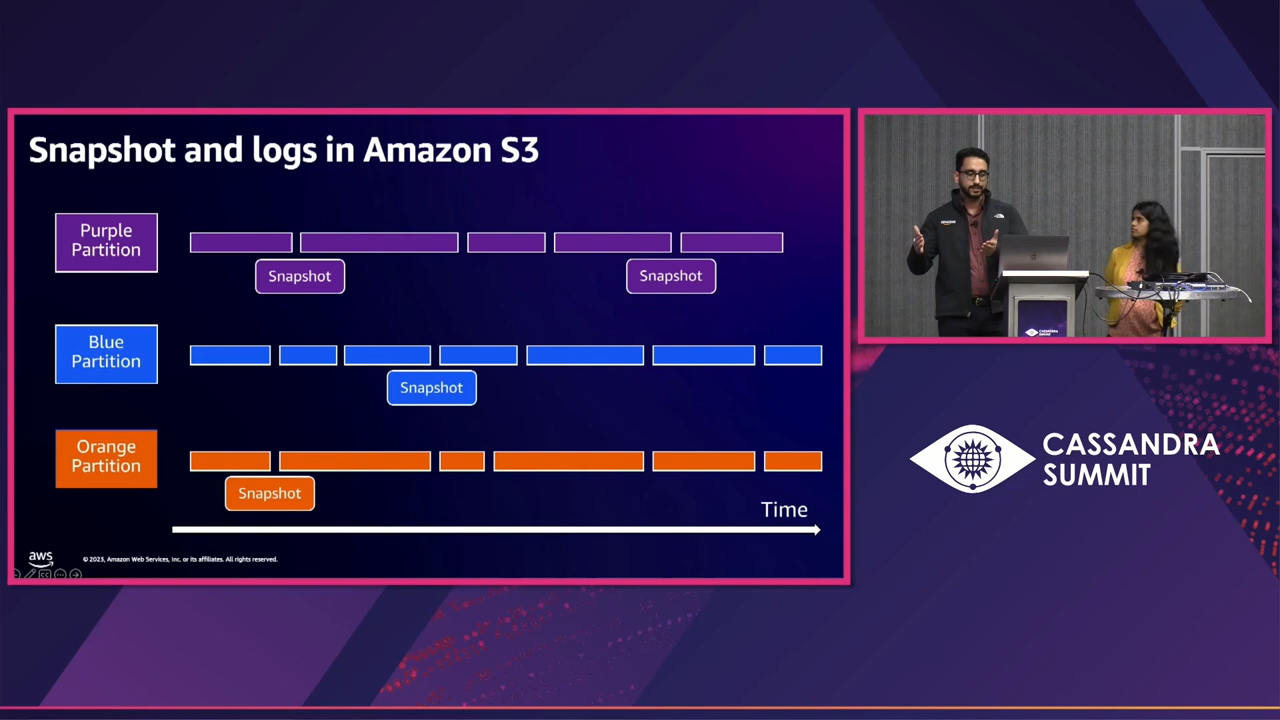 Snapshot and logs in Amazon S3
Purple
Partition
Snapshot
Snapshot
Blue
Partition
Snapshot
Orange
Partition
Snapshot
Time
aws
© 2023, Amazon Web Services, Inc. or its affiliates. All rights reserved.
CASSANDRA
SUMMIT